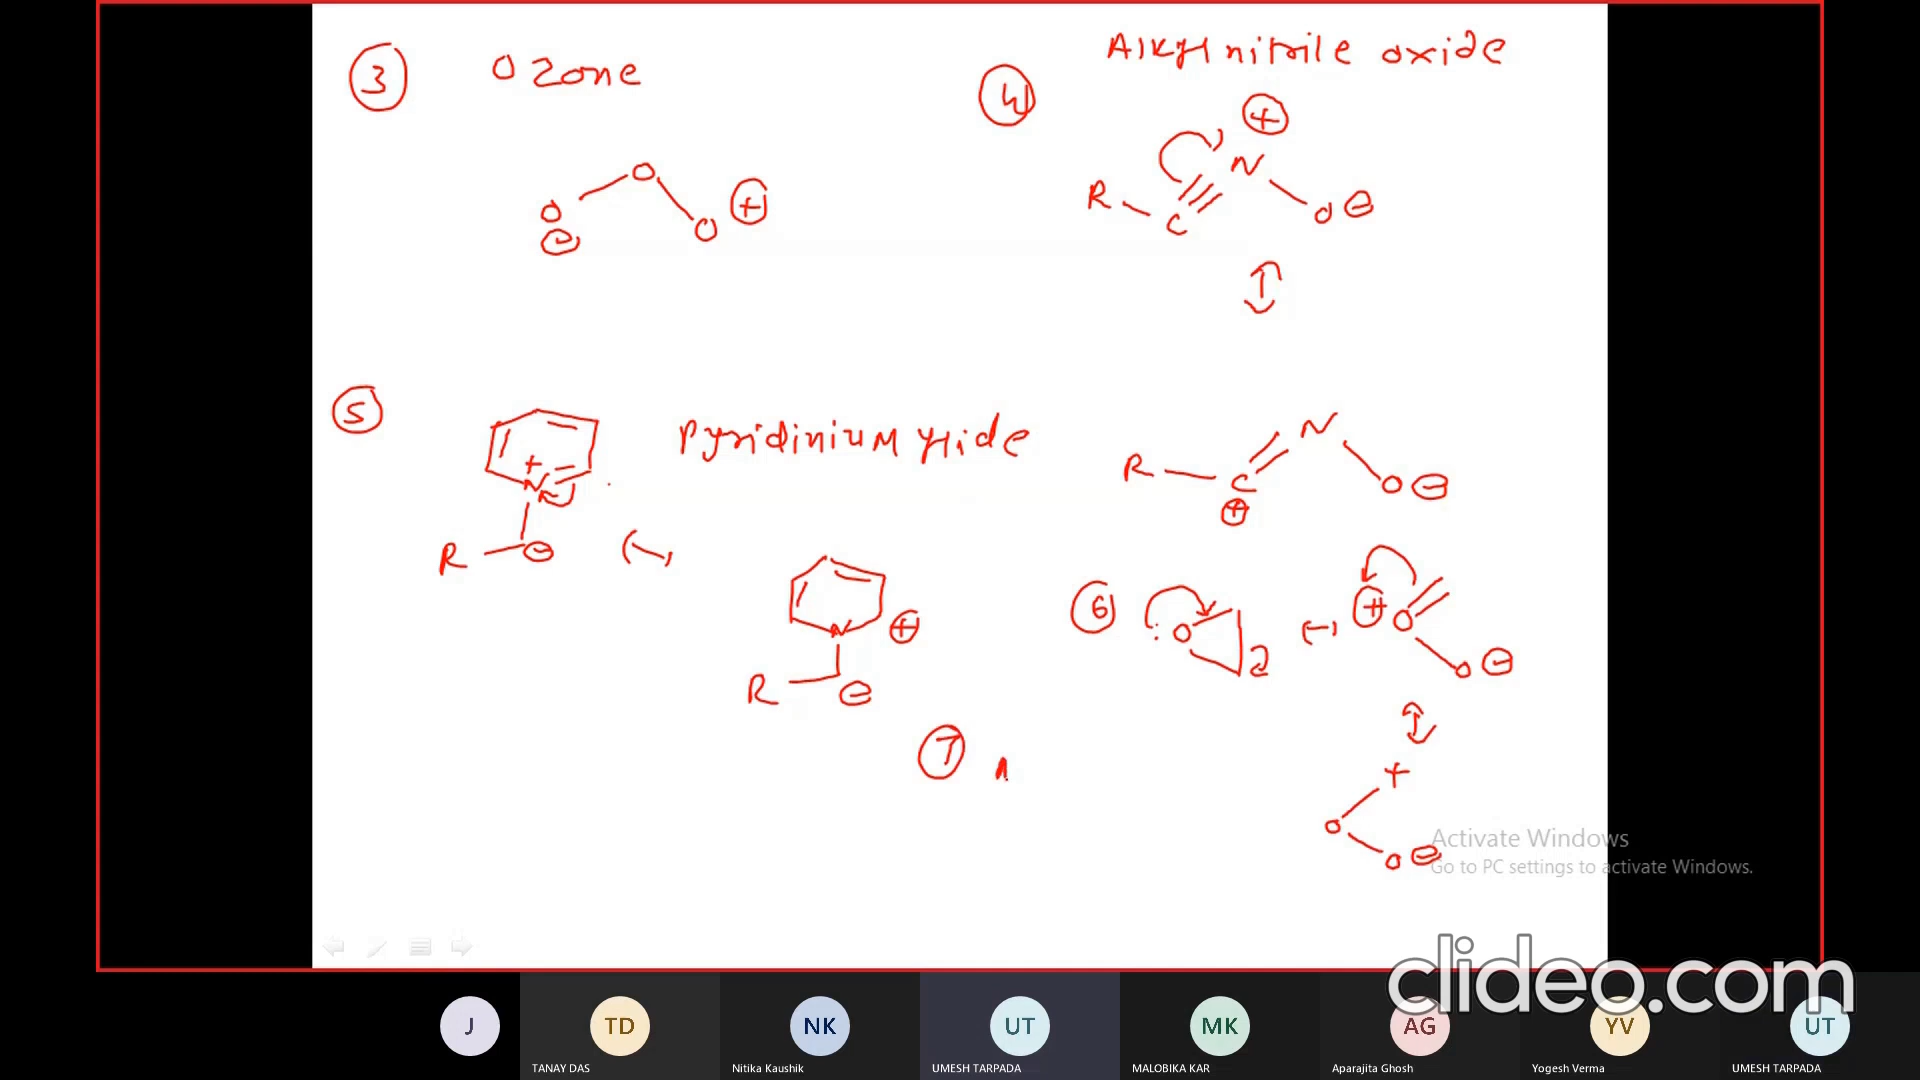 3 Ozone
O O O ⊕
⊖
4 Alkyl nitrile oxide
⊕
R C N O ⊖
5 Pyridinium ylide
+
N
R ⊖
R C N O ⊖
⊕
N ⊕
R ⊖
6 :O 2 ⊕ O
O ⊖
+
O
O ⊖
7
Activate Windows
Go to PC settings to activate Windows.
clideo.com
J TD NK UT MK AG YV UT
TANAY DAS Nitika Kaushik UMESH TARPADA MALOBIKA KAR Aparajita Ghosh Yogesh Verma UMESH TARPADA